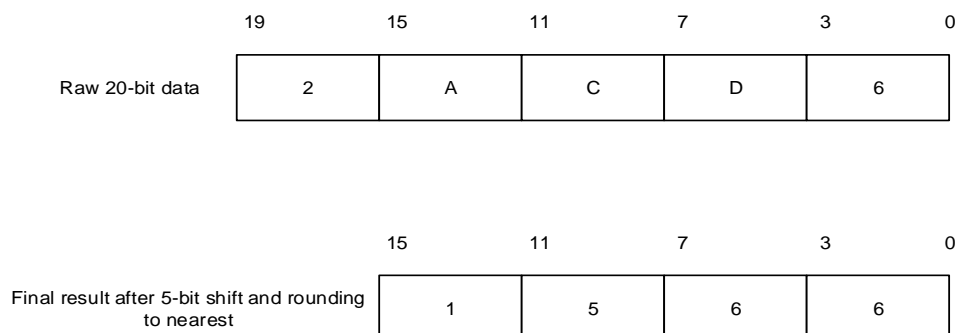 19 15 11 7 3 0
Raw 20-bit data 2 A C D 6
15 11 7 3 0
Final result after 5-bit shift and rounding
to nearest 1 5 6 6